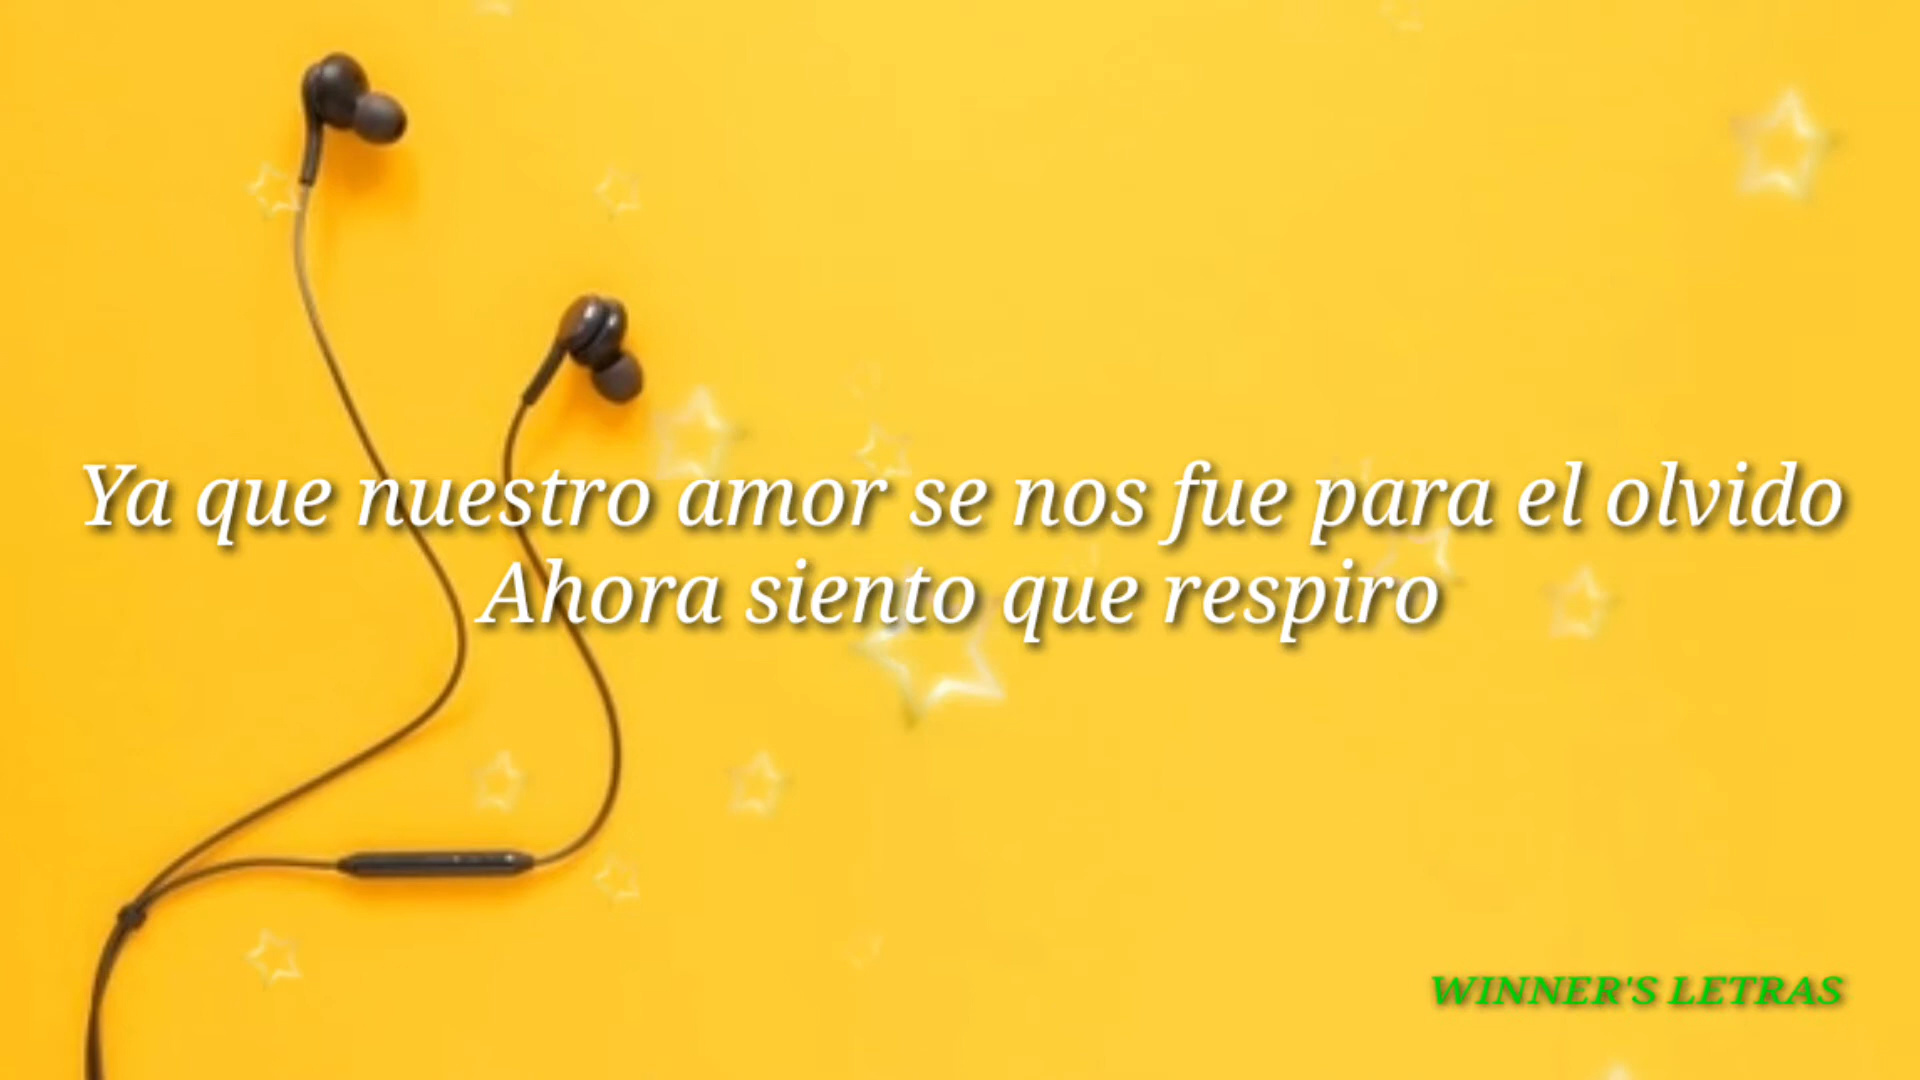 Ya que nuestro amor se nos fue para el olvido
Ahora siento que respiro
WINNER'S LETRAS